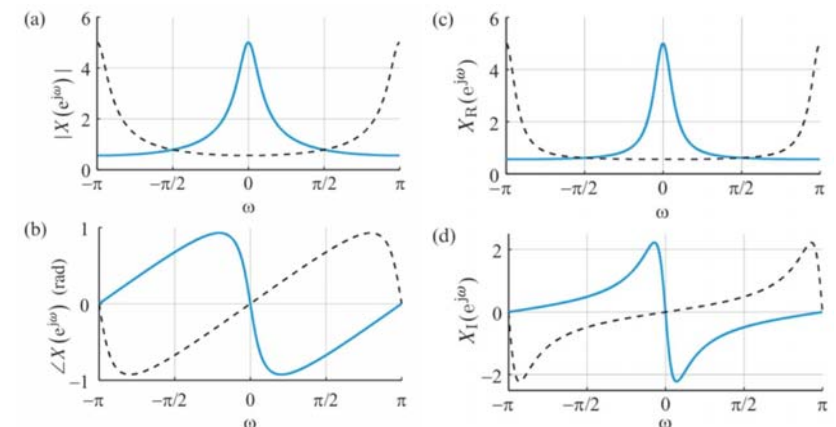 (a)
|X(e^{jω})|
6
4
2
0
−π
−π/2
0
π/2
π
ω
(c)
X_R(e^{jω})
6
4
2
0
−π
−π/2
0
π/2
π
ω
(b)
∠X(e^{jω}) (rad)
1
0
−1
−π
−π/2
0
π/2
π
ω
(d)
X_I(e^{jω})
2
0
−2
−π
−π/2
0
π/2
π
ω